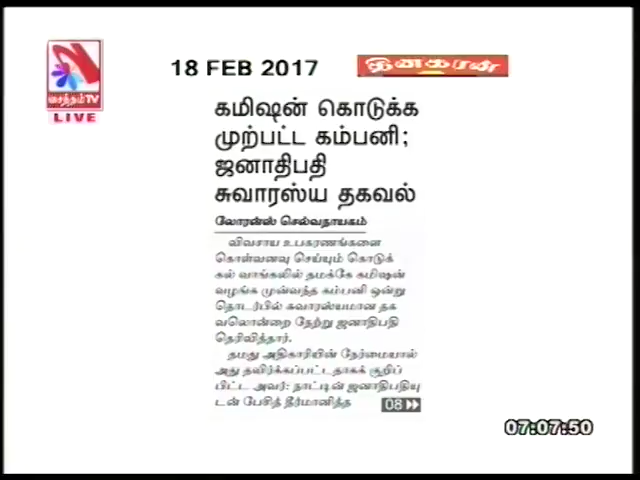 வசந்தம்TV
LIVE
18 FEB 2017
தினகரன்
கமிஷன் கொடுக்க
முற்பட்ட கம்பனி;
ஜனாதிபதி
சுவாரஸ்ய தகவல்
லோரன்ஸ் செல்வநாயகம்
விவசாய உபகரணங்களை
கொள்வனவு செய்யும் கொடுக்
கல் வாங்கலில் தமக்கே கமிஷன்
வழங்க முன்வந்த கம்பனி ஒன்று
தொடர்பில் சுவாரஸ்யமான தக
வலொன்றை நேற்று ஜனாதிபதி
தெரிவித்தார்.
தமது அதிகாரியின் நேர்மையால்
அது தவிர்க்கப்பட்டதாகக் குறிப்
பிட்ட அவர்: நாட்டின் ஜனாதிபதியு
டன் பேசித் தீர்மானித்த 08
07:07:50